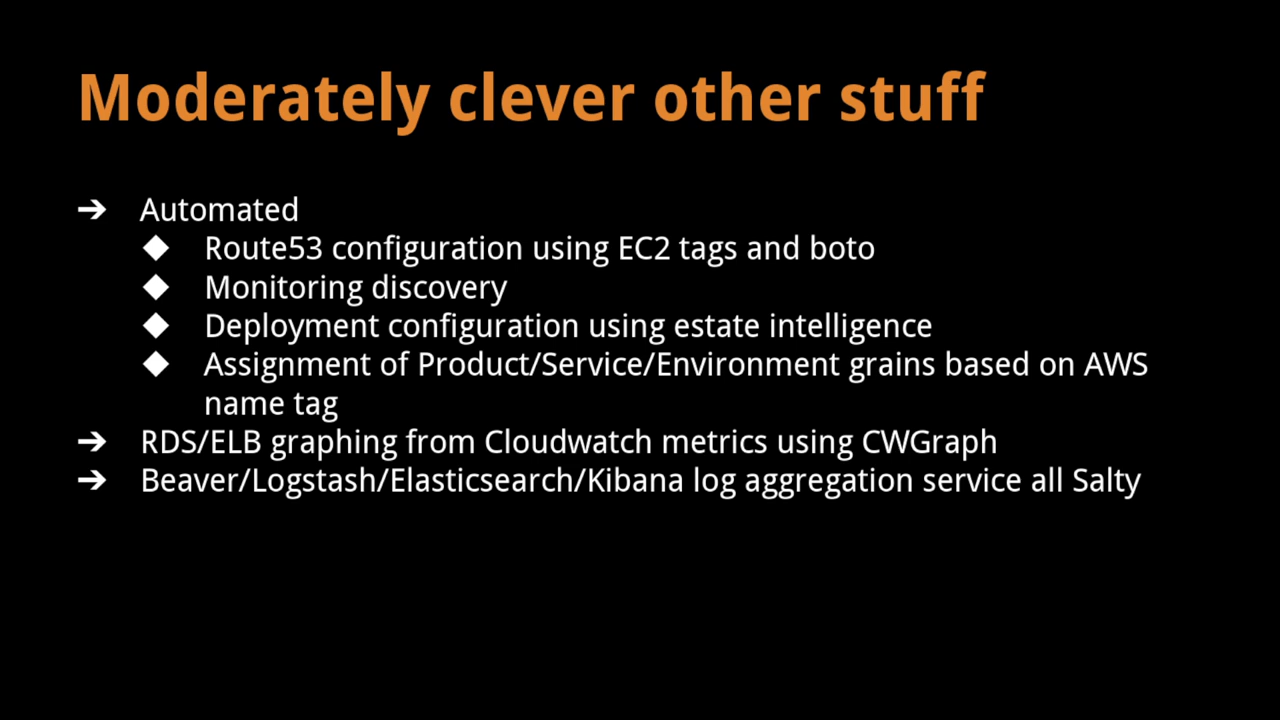 Moderately clever other stuff
➔ Automated
◆ Route53 configuration using EC2 tags and boto
◆ Monitoring discovery
◆ Deployment configuration using estate intelligence
◆ Assignment of Product/Service/Environment grains based on AWS
name tag
➔ RDS/ELB graphing from Cloudwatch metrics using CWGraph
➔ Beaver/Logstash/Elasticsearch/Kibana log aggregation service all Salty